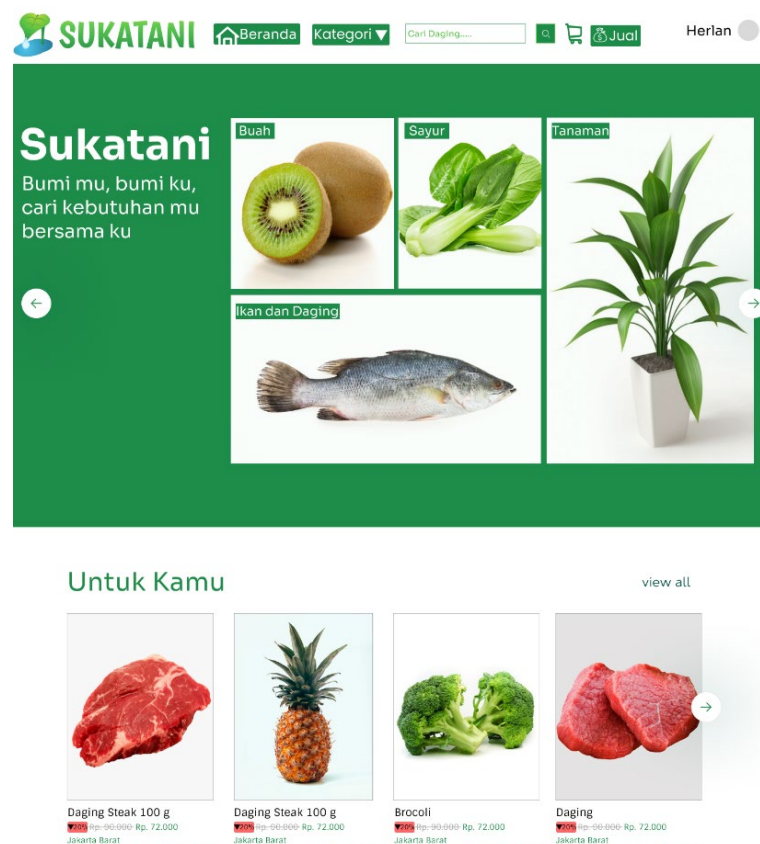 SUKATANI
Beranda
Kategori ▼
Cari Daging.....
Jual
Herlan
Sukatani
Bumi mu, bumi ku,
cari kebutuhan mu
bersama ku
Buah
Sayur
Tanaman
Ikan dan Daging
Untuk Kamu
view all
Daging Steak 100 g
▼20% Rp. 90.000 Rp. 72.000
Jakarta Barat
Daging Steak 100 g
▼20% Rp. 90.000 Rp. 72.000
Jakarta Barat
Brocoli
▼20% Rp. 90.000 Rp. 72.000
Jakarta Barat
Daging
▼20% Rp. 90.000 Rp. 72.000
Jakarta Barat